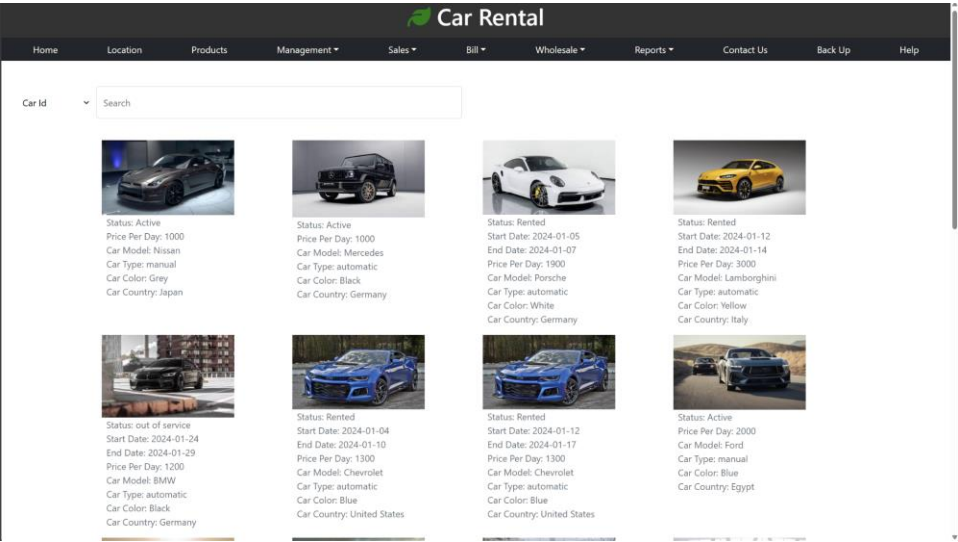 Car Rental
Home Location Products Management Sales Bill Wholesale Reports Contact Us Back Up Help
Car Id Search
Status: Active
Price Per Day: 1000
Car Model: Nissan
Car Type: manual
Car Color: Grey
Car Country: Japan
Status: Active
Price Per Day: 1000
Car Model: Mercedes
Car Type: automatic
Car Color: Black
Car Country: Germany
Status: Rented
Start Date: 2024-01-05
End Date: 2024-01-07
Price Per Day: 1900
Car Model: Porsche
Car Type: automatic
Car Color: White
Car Country: Germany
Status: Rented
Start Date: 2024-01-12
End Date: 2024-01-14
Price Per Day: 3000
Car Model: Lamborghini
Car Type: automatic
Car Color: Yellow
Car Country: Italy
Status: out of service
Start Date: 2024-01-24
End Date: 2024-01-29
Price Per Day: 1200
Car Model: BMW
Car Type: automatic
Car Color: Black
Car Country: Germany
Status: Rented
Start Date: 2024-01-04
End Date: 2024-01-10
Price Per Day: 1300
Car Model: Chevrolet
Car Type: automatic
Car Color: Blue
Car Country: United States
Status: Rented
Start Date: 2024-01-12
End Date: 2024-01-17
Price Per Day: 1300
Car Model: Chevrolet
Car Type: automatic
Car Color: Blue
Car Country: United States
Status: Active
Price Per Day: 2000
Car Model: Ford
Car Type: manual
Car Color: Blue
Car Country: Egypt